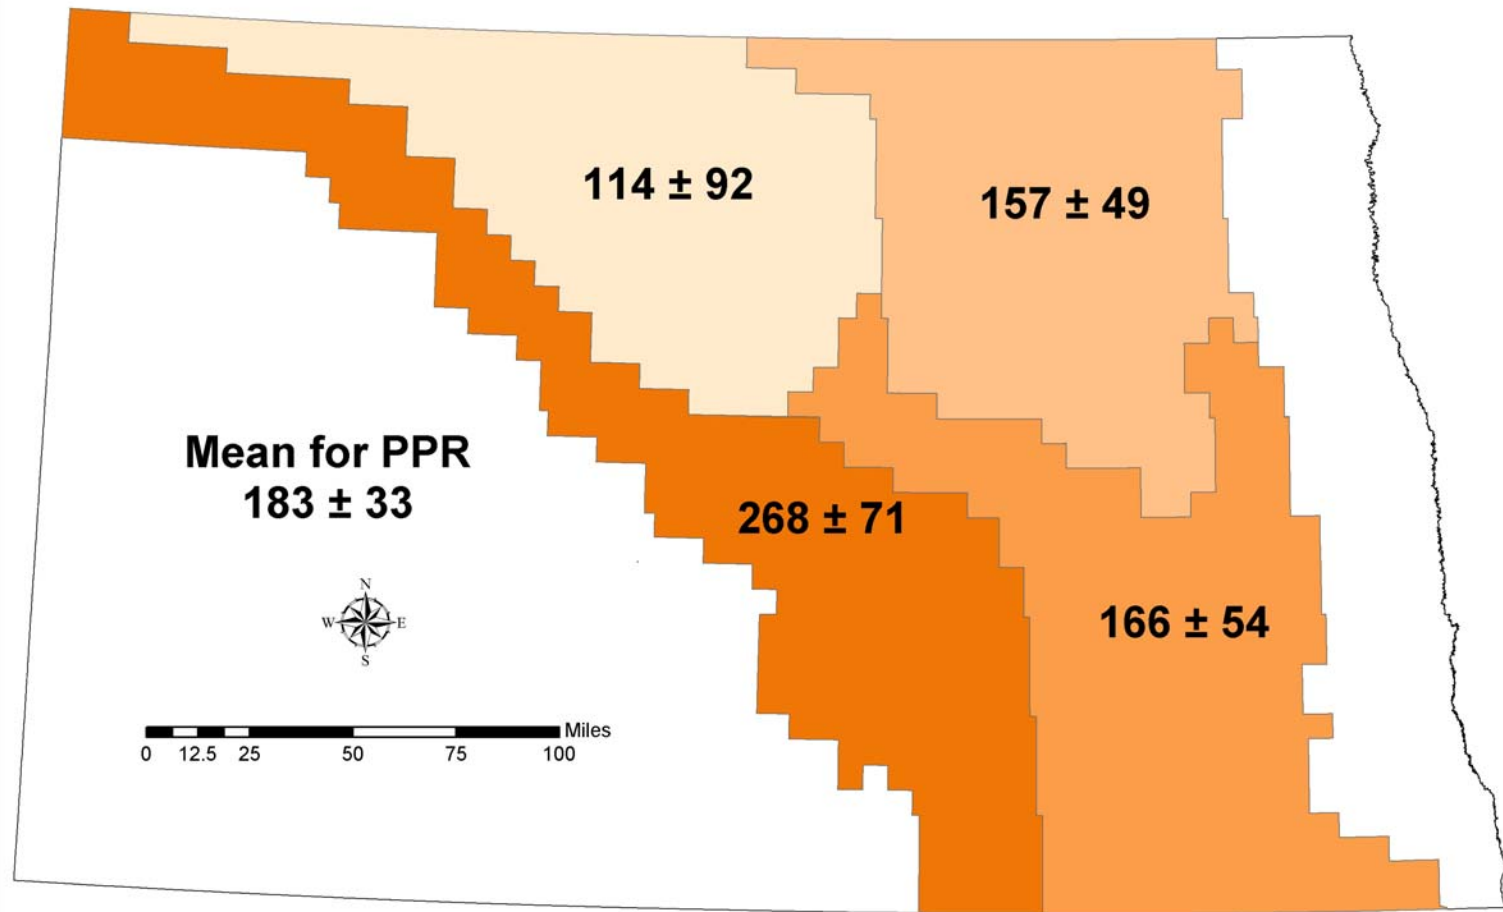 114 ± 92
157 ± 49
Mean for PPR
183 ± 33
268 ± 71
N
W E
S
166 ± 54
Miles
0 12.5 25 50 75 100